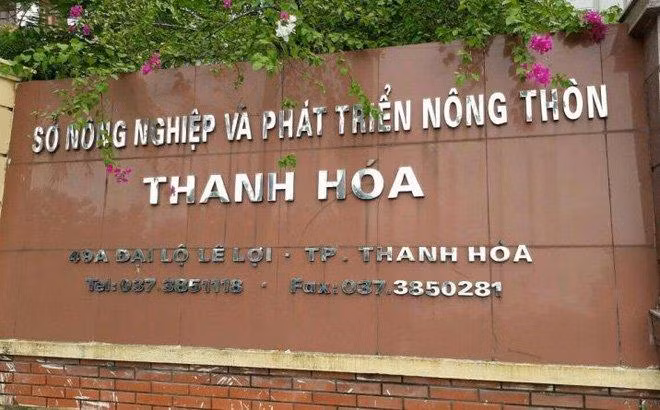 SỞ NÔNG NGHIỆP VÀ PHÁT TRIỂN NÔNG THÔN
THANH HÓA
49A ĐẠI LỘ LÊ LỢI - TP. THANH HÓA
Tel: 037.3851118 - Fax: 037.3850281